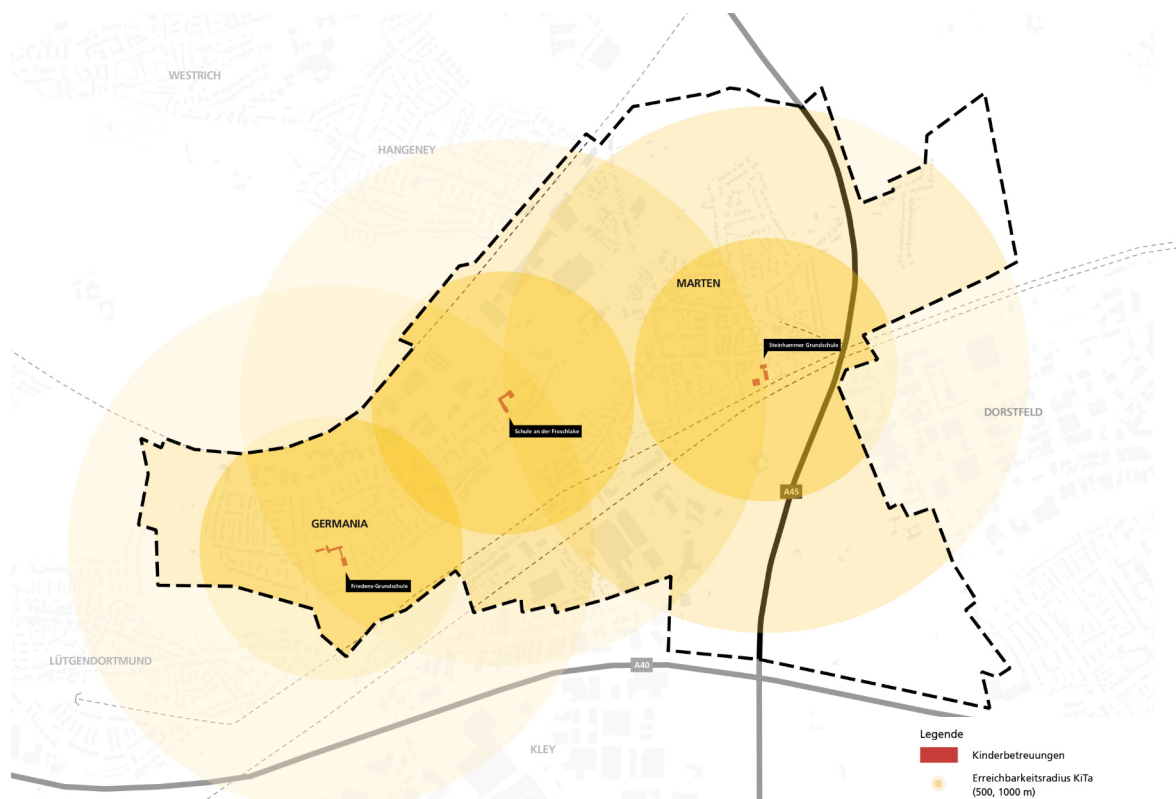 WESTRICH
HANGENEY
MARTEN
Steinhammer Grundschule
DORSTFELD
Schule an der Froschlake
A45
GERMANIA
Friedens-Grundschule
LÜTGENDORTMUND
A40
KLEY
Legende
Kinderbetreuungen
Erreichbarkeitsradius KiTa
(500, 1000 m)